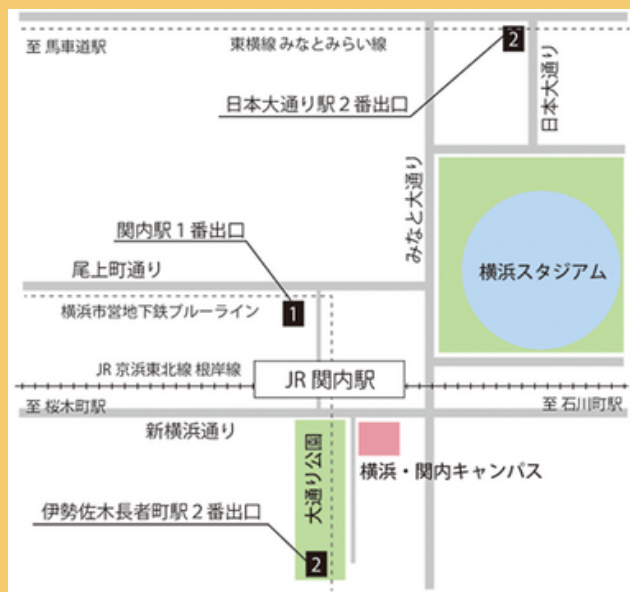 至 馬車道駅
東横線 みなとみらい線
2
日本大通り駅 2 番出口
日本大通り
みなと大通り
関内駅 1 番出口
尾上町通り
横浜スタジアム
横浜市営地下鉄ブルーライン
1
JR 京浜東北線 根岸線
JR 関内駅
至 桜木町駅
至 石川町駅
新横浜通り
大通り公園
横浜・関内キャンパス
伊勢佐木長者町駅 2 番出口
2